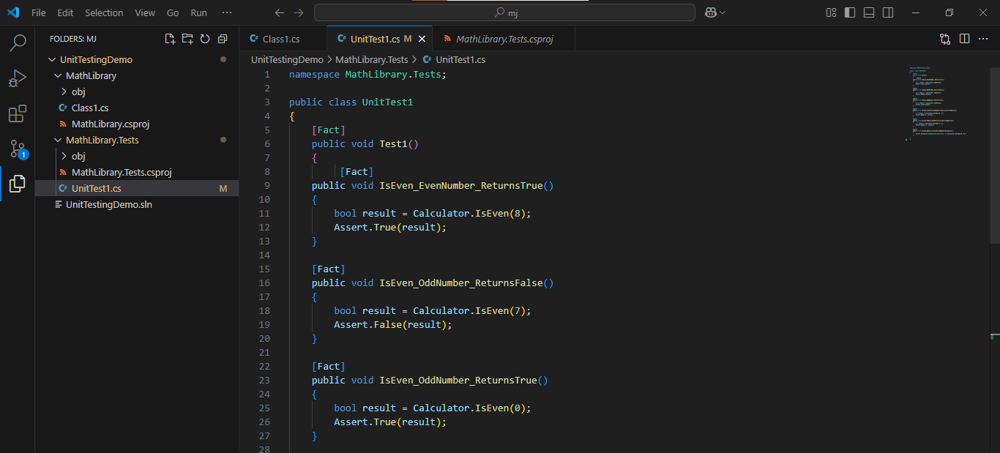 File Edit Selection View Go Run ··· mj
FOLDERS: MJ
UnitTestingDemo
MathLibrary
obj
Class1.cs
MathLibrary.csproj
MathLibrary.Tests
obj
MathLibrary.Tests.csproj
UnitTest1.cs M
UnitTestingDemo.sln
1
Class1.cs UnitTest1.cs M MathLibrary.Tests.csproj
UnitTestingDemo > MathLibrary.Tests > UnitTest1.cs
1 namespace MathLibrary.Tests;
2
3 public class UnitTest1
4 {
5 [Fact]
6 public void Test1()
7 {
8 [Fact]
9 public void IsEven_EvenNumber_ReturnsTrue()
10 {
11 bool result = Calculator.IsEven(8);
12 Assert.True(result);
13 }
14
15 [Fact]
16 public void IsEven_OddNumber_ReturnsFalse()
17 {
18 bool result = Calculator.IsEven(7);
19 Assert.False(result);
20 }
21
22 [Fact]
23 public void IsEven_OddNumber_ReturnsTrue()
24 {
25 bool result = Calculator.IsEven(0);
26 Assert.True(result);
27 }
28